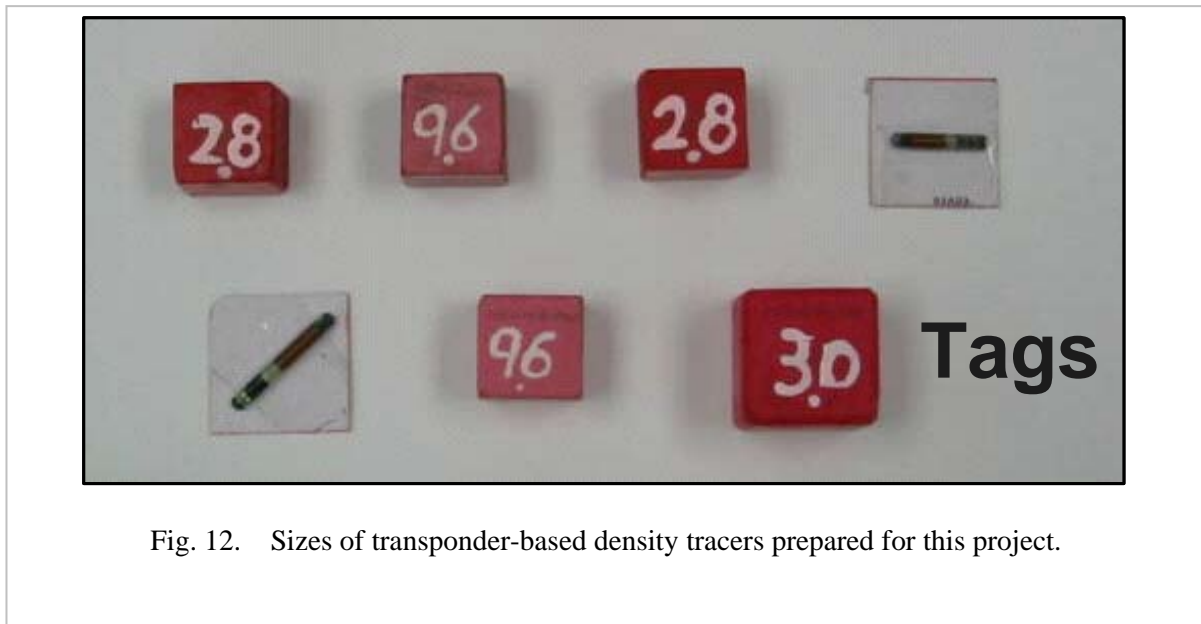 2.8 9.6 2.8
9.6 3.0 Tags
Fig. 12. Sizes of transponder-based density tracers prepared for this project.